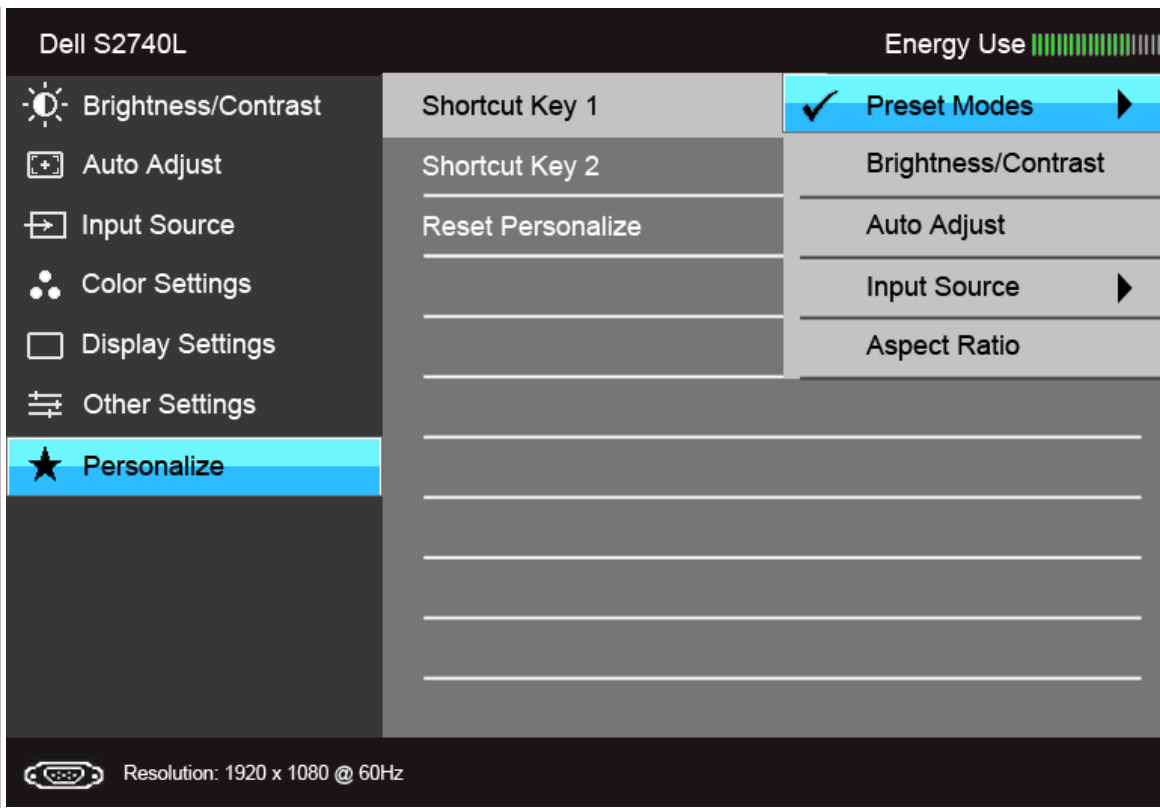 Dell S2740L
Energy Use
Brightness/Contrast
Auto Adjust
Input Source
Color Settings
Display Settings
Other Settings
Personalize
Shortcut Key 1
Shortcut Key 2
Reset Personalize
Preset Modes
Brightness/Contrast
Auto Adjust
Input Source
Aspect Ratio
Resolution: 1920 x 1080 @ 60Hz